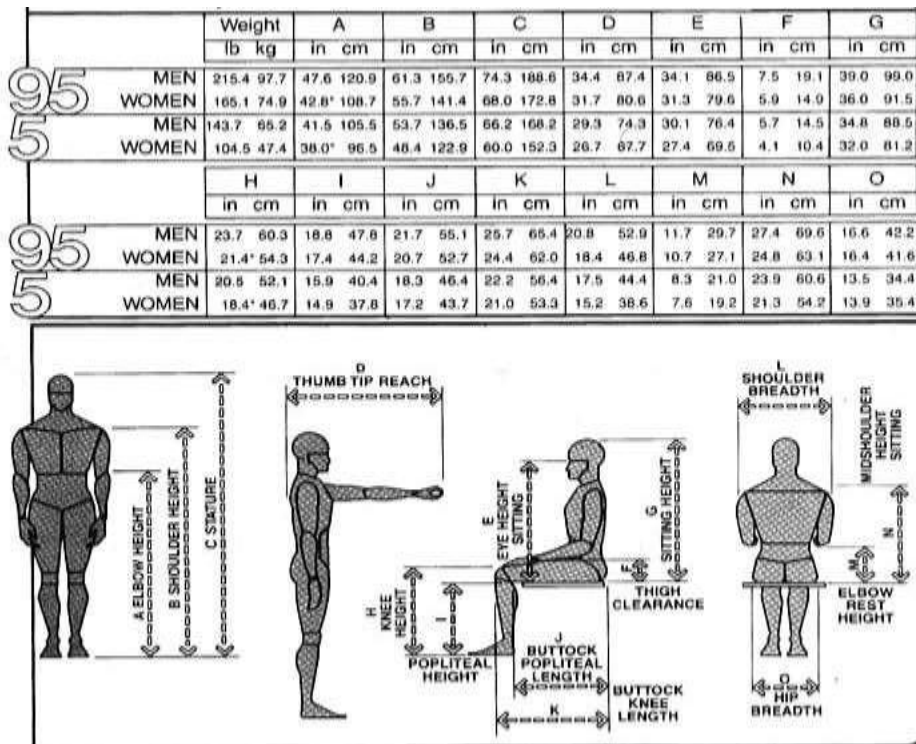 Weight A B C D E F G
lb kg in cm in cm in cm in cm in cm in cm in cm
95 MEN 215.4 97.7 47.6 120.9 61.3 155.7 74.3 188.6 34.4 87.4 34.1 86.5 7.5 19.1 39.0 99.0
WOMEN 165.1 74.9 42.8* 108.7 55.7 141.4 68.0 172.8 31.7 80.6 31.3 79.6 5.9 14.9 36.0 91.5
5 MEN 143.7 65.2 41.5 105.5 53.7 136.5 66.2 168.2 29.3 74.3 30.1 76.4 5.7 14.5 34.8 88.5
WOMEN 104.5 47.4 38.0* 96.5 48.4 122.9 60.0 152.3 26.7 67.7 27.4 69.5 4.1 10.4 32.0 81.2
H I J K L M N O
in cm in cm in cm in cm in cm in cm in cm in cm
95 MEN 23.7 60.3 18.8 47.8 21.7 55.1 25.7 65.4 20.8 52.9 11.7 29.7 27.4 69.6 16.6 42.2
WOMEN 21.4* 54.3 17.4 44.2 20.7 52.7 24.4 62.0 18.4 46.8 10.7 27.1 24.8 63.1 16.4 41.6
5 MEN 20.5 52.1 15.9 40.4 18.3 46.4 22.2 56.4 17.5 44.4 8.3 21.0 23.9 60.6 13.5 34.4
WOMEN 18.4* 46.7 14.9 37.8 17.2 43.7 21.0 53.3 15.2 38.6 7.6 19.2 21.3 54.2 13.9 35.4
A ELBOW HEIGHT
B SHOULDER HEIGHT
C STATURE
D
THUMB TIP REACH
E
EYE HEIGHT
SITTING
G
SITTING HEIGHT
F
THIGH
CLEARANCE
H
KNEE
HEIGHT
I
POPLITEAL
HEIGHT
J
BUTTOCK
POPLITEAL
LENGTH
K
BUTTOCK
KNEE
LENGTH
L
SHOULDER
BREADTH
MIDSHOULDER
HEIGHT
SITTING
N
M
ELBOW
REST
HEIGHT
O
HIP
BREADTH